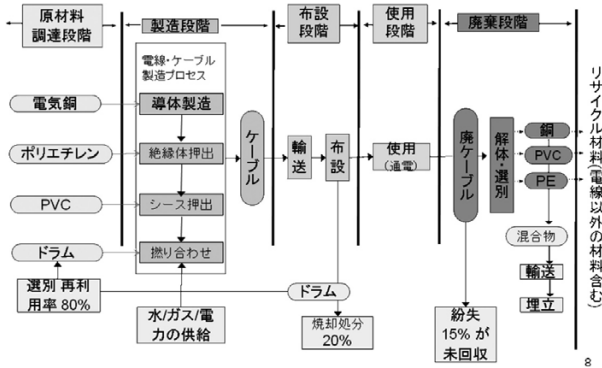 原材料
調達段階
製造段階
布設
段階
使用
段階
廃棄段階
電線・ケーブル
製造プロセス
電気銅
導体製造
ポリエチレン
絶縁体押出
PVC
シース押出
ドラム
撚り合わせ
選別 再利
用率 80%
水/ガス/電
力の供給
ケーブル
輸送
布設
ドラム
焼却処分
20%
使用
(通電)
廃ケーブル
紛失
15% が
未回収
解体・選別
銅
PVC
PE
混合物
輸送
埋立
リサイクル材料(電線以外の材料含む)
8